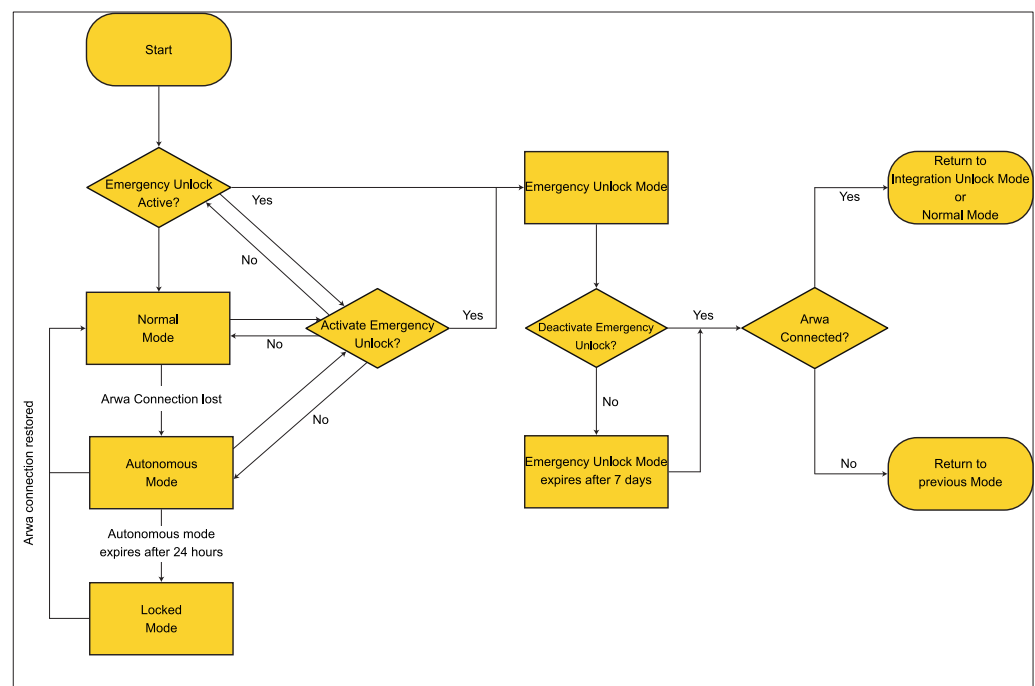 Start
Emergency Unlock
Active?
Yes
No
Normal
Mode
No
Activate Emergency
Unlock?
Yes
Arwa Connection lost
No
Autonomous
Mode
Autonomous mode
expires after 24 hours
Locked
Mode
Arwa connection restored
Emergency Unlock Mode
Deactivate Emergency
Unlock?
Yes
No
Emergency Unlock Mode
expires after 7 days
Arwa
Connected?
Yes
Return to
Integration Unlock Mode
or
Normal Mode
No
Return to
previous Mode